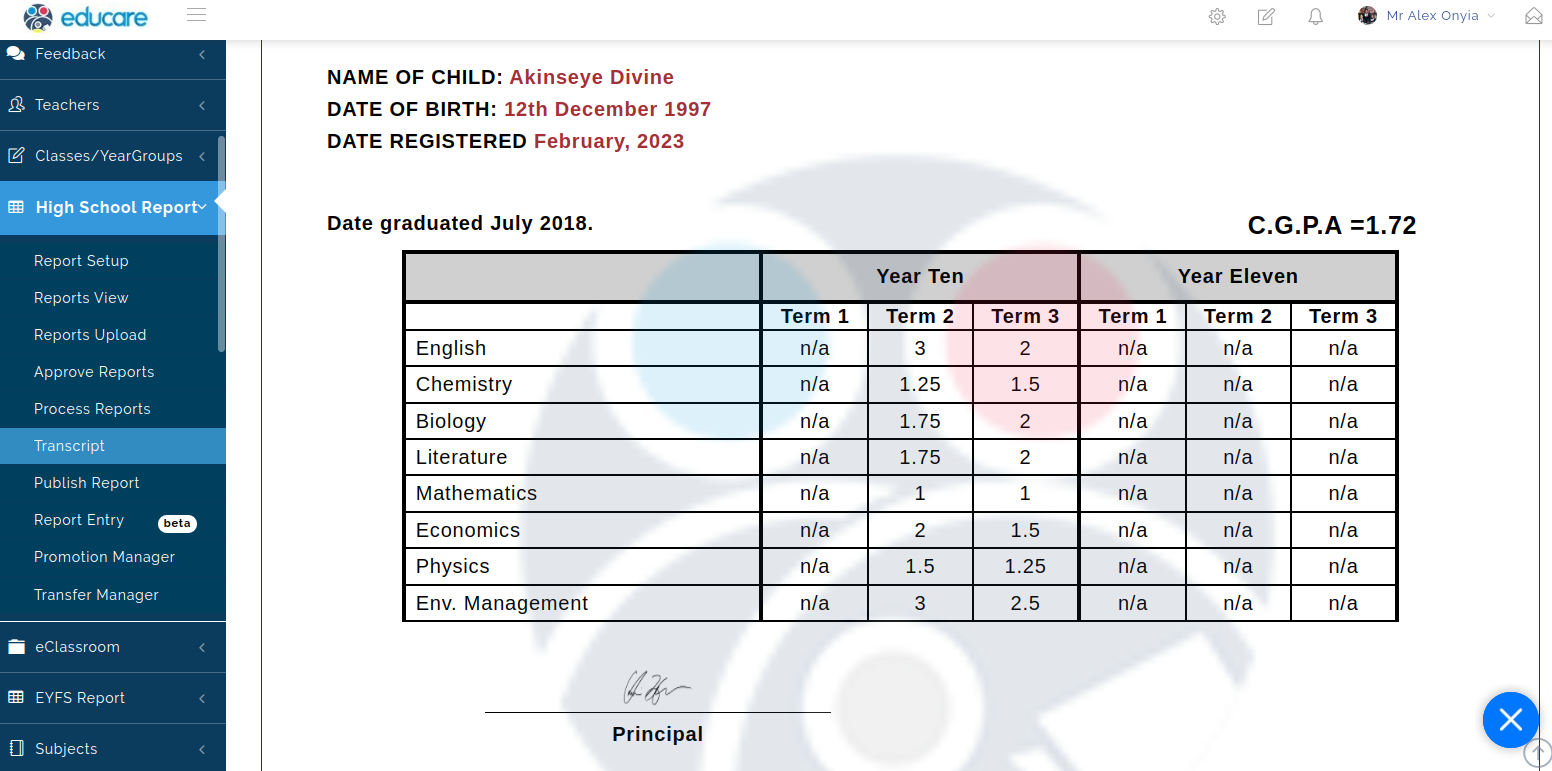 educare
Mr Alex Onyia
Feedback
Teachers
Classes/YearGroups
High School Report
Report Setup
Reports View
Reports Upload
Approve Reports
Process Reports
Transcript
Publish Report
Report Entry beta
Promotion Manager
Transfer Manager
eClassroom
EYFS Report
Subjects
NAME OF CHILD: Akinseye Divine
DATE OF BIRTH: 12th December 1997
DATE REGISTERED February, 2023
Date graduated July 2018. C.G.P.A =1.72
Year Ten Year Eleven
Term 1 Term 2 Term 3 Term 1 Term 2 Term 3
English n/a 3 2 n/a n/a n/a
Chemistry n/a 1.25 1.5 n/a n/a n/a
Biology n/a 1.75 2 n/a n/a n/a
Literature n/a 1.75 2 n/a n/a n/a
Mathematics n/a 1 1 n/a n/a n/a
Economics n/a 2 1.5 n/a n/a n/a
Physics n/a 1.5 1.25 n/a n/a n/a
Env. Management n/a 3 2.5 n/a n/a n/a
Principal